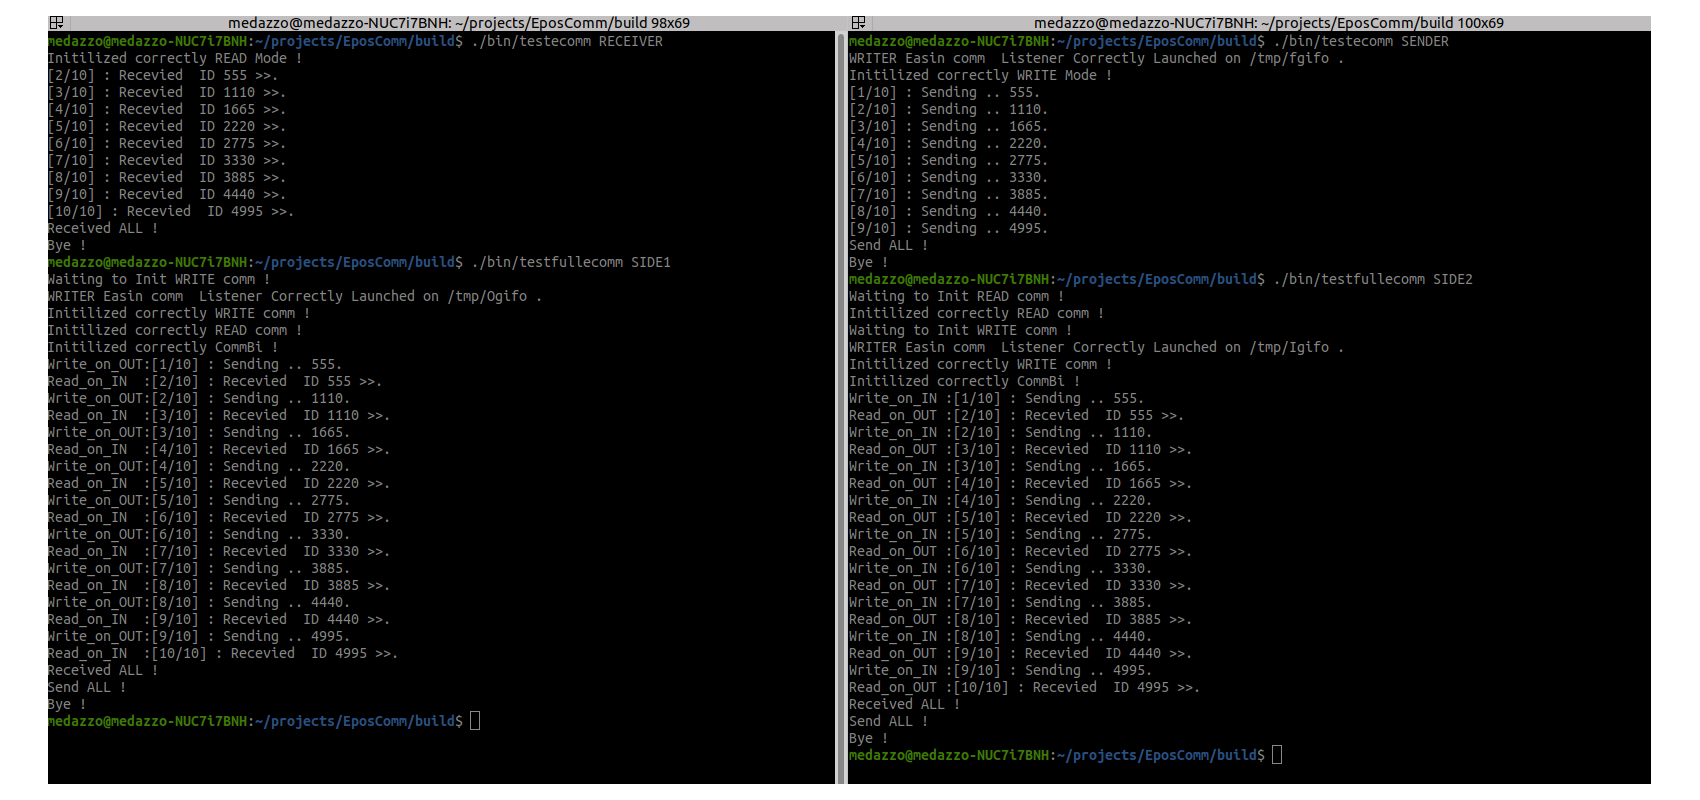 medazzo@medazzo-NUC7i7BNH: ~/projects/EposComm/build 98x69
medazzo@medazzo-NUC7i7BNH:~/projects/EposComm/build$ ./bin/testecomm RECEIVER
Initilized correctly READ Mode !
[2/10] : Recevied  ID 555 >>.
[3/10] : Recevied  ID 1110 >>.
[4/10] : Recevied  ID 1665 >>.
[5/10] : Recevied  ID 2220 >>.
[6/10] : Recevied  ID 2775 >>.
[7/10] : Recevied  ID 3330 >>.
[8/10] : Recevied  ID 3885 >>.
[9/10] : Recevied  ID 4440 >>.
[10/10] : Recevied  ID 4995 >>.
Received ALL !
Bye !
medazzo@medazzo-NUC7i7BNH:~/projects/EposComm/build$ ./bin/testfullecomm SIDE1
Waiting to Init WRITE comm !
WRITER Easin comm  Listener Correctly Launched on /tmp/Ogifo .
Initilized correctly WRITE comm !
Initilized correctly READ comm !
Initilized correctly CommBi !
Write_on_OUT:[1/10] : Sending .. 555.
Read_on_IN  :[2/10] : Recevied  ID 555 >>.
Write_on_OUT:[2/10] : Sending .. 1110.
Read_on_IN  :[3/10] : Recevied  ID 1110 >>.
Write_on_OUT:[3/10] : Sending .. 1665.
Read_on_IN  :[4/10] : Recevied  ID 1665 >>.
Write_on_OUT:[4/10] : Sending .. 2220.
Read_on_IN  :[5/10] : Recevied  ID 2220 >>.
Write_on_OUT:[5/10] : Sending .. 2775.
Read_on_IN  :[6/10] : Recevied  ID 2775 >>.
Write_on_OUT:[6/10] : Sending .. 3330.
Read_on_IN  :[7/10] : Recevied  ID 3330 >>.
Write_on_OUT:[7/10] : Sending .. 3885.
Read_on_IN  :[8/10] : Recevied  ID 3885 >>.
Write_on_OUT:[8/10] : Sending .. 4440.
Read_on_IN  :[9/10] : Recevied  ID 4440 >>.
Write_on_OUT:[9/10] : Sending .. 4995.
Read_on_IN  :[10/10] : Recevied  ID 4995 >>.
Received ALL !
Send ALL !
Bye !
medazzo@medazzo-NUC7i7BNH:~/projects/EposComm/build$
medazzo@medazzo-NUC7i7BNH: ~/projects/EposComm/build 100x69
medazzo@medazzo-NUC7i7BNH:~/projects/EposComm/build$ ./bin/testecomm SENDER
WRITER Easin comm  Listener Correctly Launched on /tmp/fgifo .
Initilized correctly WRITE Mode !
[1/10] : Sending .. 555.
[2/10] : Sending .. 1110.
[3/10] : Sending .. 1665.
[4/10] : Sending .. 2220.
[5/10] : Sending .. 2775.
[6/10] : Sending .. 3330.
[7/10] : Sending .. 3885.
[8/10] : Sending .. 4440.
[9/10] : Sending .. 4995.
Send ALL !
Bye !
medazzo@medazzo-NUC7i7BNH:~/projects/EposComm/build$ ./bin/testfullecomm SIDE2
Waiting to Init READ comm !
Initilized correctly READ comm !
Waiting to Init WRITE comm !
WRITER Easin comm  Listener Correctly Launched on /tmp/Igifo .
Initilized correctly WRITE comm !
Initilized correctly CommBi !
Write_on_IN :[1/10] : Sending .. 555.
Read_on_OUT :[2/10] : Recevied  ID 555 >>.
Write_on_IN :[2/10] : Sending .. 1110.
Read_on_OUT :[3/10] : Recevied  ID 1110 >>.
Write_on_IN :[3/10] : Sending .. 1665.
Read_on_OUT :[4/10] : Recevied  ID 1665 >>.
Write_on_IN :[4/10] : Sending .. 2220.
Read_on_OUT :[5/10] : Recevied  ID 2220 >>.
Write_on_IN :[5/10] : Sending .. 2775.
Read_on_OUT :[6/10] : Recevied  ID 2775 >>.
Write_on_IN :[6/10] : Sending .. 3330.
Read_on_OUT :[7/10] : Recevied  ID 3330 >>.
Write_on_IN :[7/10] : Sending .. 3885.
Read_on_OUT :[8/10] : Recevied  ID 3885 >>.
Write_on_IN :[8/10] : Sending .. 4440.
Read_on_OUT :[9/10] : Recevied  ID 4440 >>.
Write_on_IN :[9/10] : Sending .. 4995.
Read_on_OUT :[10/10] : Recevied  ID 4995 >>.
Received ALL !
Send ALL !
Bye !
medazzo@medazzo-NUC7i7BNH:~/projects/EposComm/build$